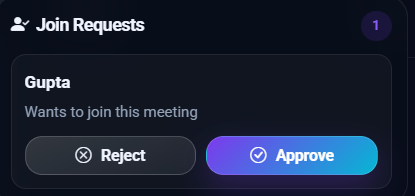 Join Requests
1
Gupta
Wants to join this meeting
Reject
Approve